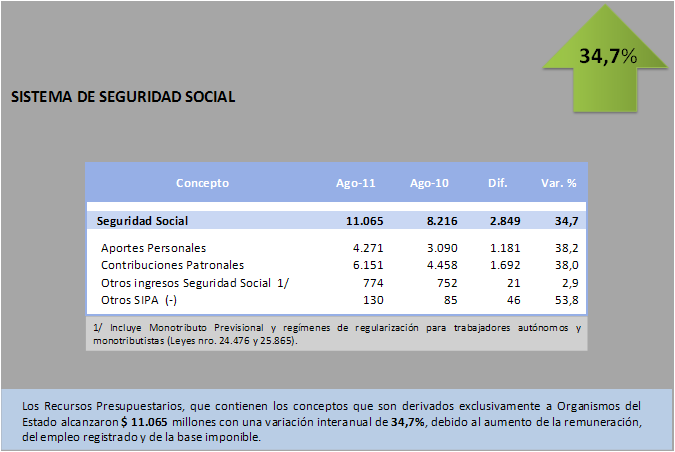 34,7%
SISTEMA DE SEGURIDAD SOCIAL
Concepto Ago-11 Ago-10 Dif. Var. %
Seguridad Social 11.065 8.216 2.849 34,7
Aportes Personales 4.271 3.090 1.181 38,2
Contribuciones Patronales 6.151 4.458 1.692 38,0
Otros ingresos Seguridad Social 1/ 774 752 21 2,9
Otros SIPA (-) 130 85 46 53,8
1/ Incluye Monotributo Previsional y regímenes de regularización para trabajadores autónomos y
monotributistas (Leyes nro. 24.476 y 25.865).
Los Recursos Presupuestarios, que contienen los conceptos que son derivados exclusivamente a Organismos del
Estado alcanzaron $ 11.065 millones con una variación interanual de 34,7%, debido al aumento de la remuneración,
del empleo registrado y de la base imponible.